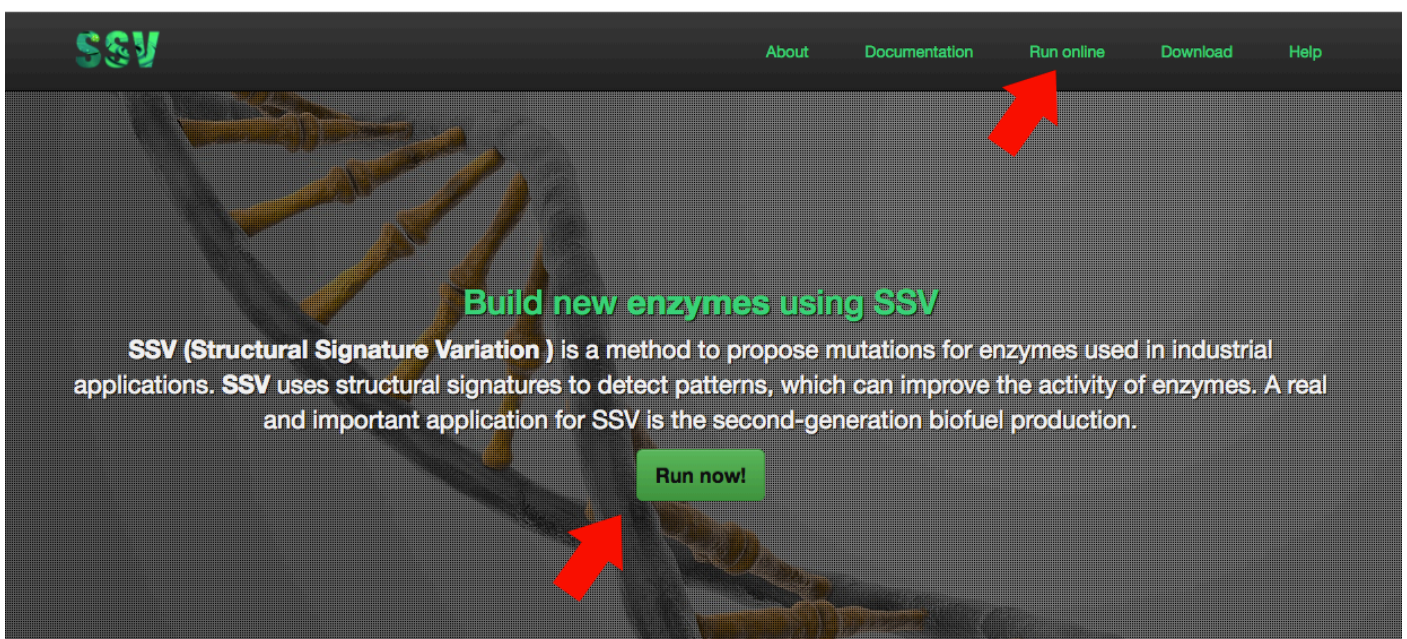 SSV
About Documentation Run online Download Help
Build new enzymes using SSV
SSV (Structural Signature Variation ) is a method to propose mutations for enzymes used in industrial
applications. SSV uses structural signatures to detect patterns, which can improve the activity of enzymes. A real
and important application for SSV is the second-generation biofuel production.
Run now!